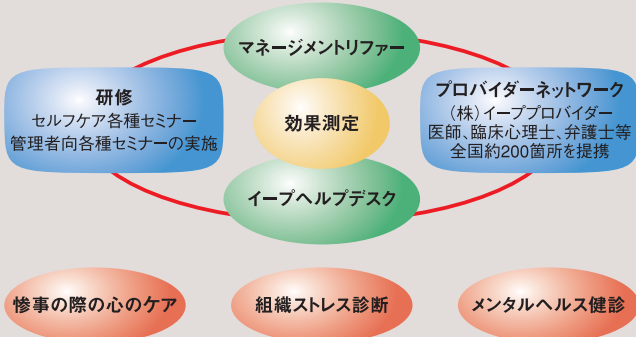 マネージメントリファー
研修
セルフケア各種セミナー
管理者向各種セミナーの実施
効果測定
プロバイダーネットワーク
(株)イーププロバイダー
医師、臨床心理士、弁護士等
全国約200箇所を提携
イープヘルプデスク
惨事の際の心のケア
組織ストレス診断
メンタルヘルス健診